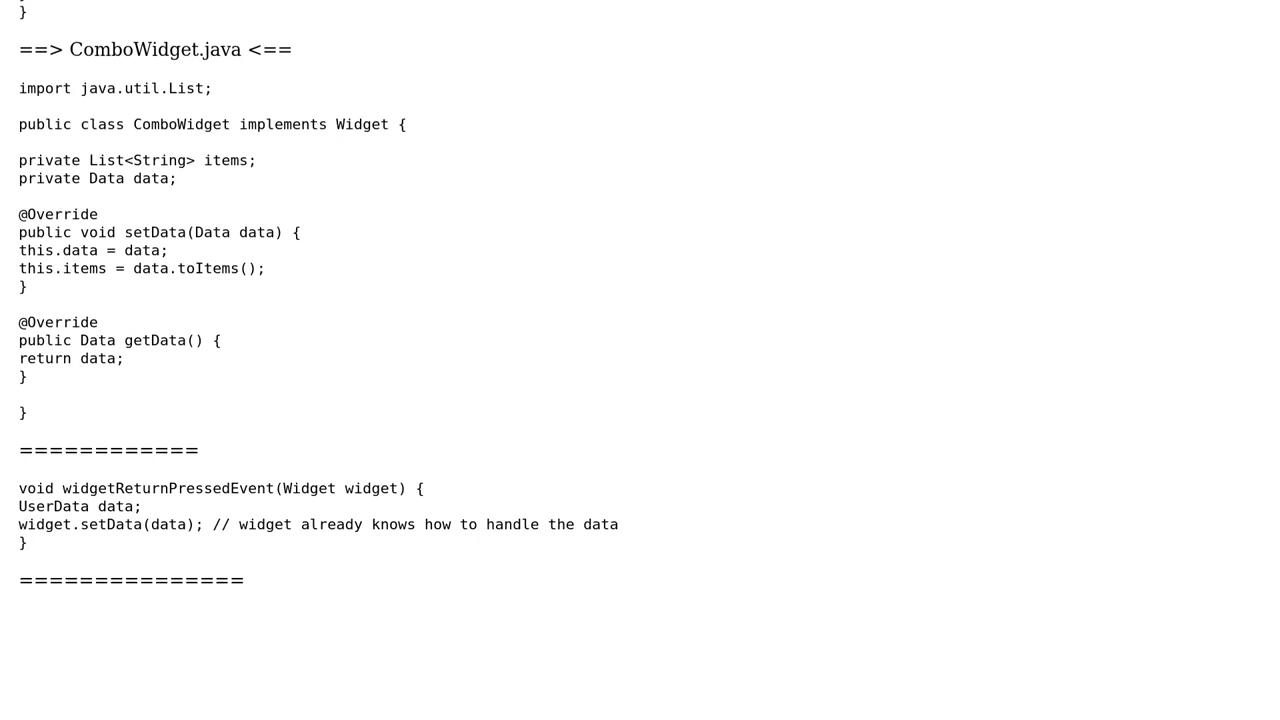 }
==> ComboWidget.java <==
import java.util.List;
public class ComboWidget implements Widget {
private List<String> items;
private Data data;
@Override
public void setData(Data data) {
this.data = data;
this.items = data.toItems();
}
@Override
public Data getData() {
return data;
}
}
============
void widgetReturnPressedEvent(Widget widget) {
UserData data;
widget.setData(data); // widget already knows how to handle the data
}
===============